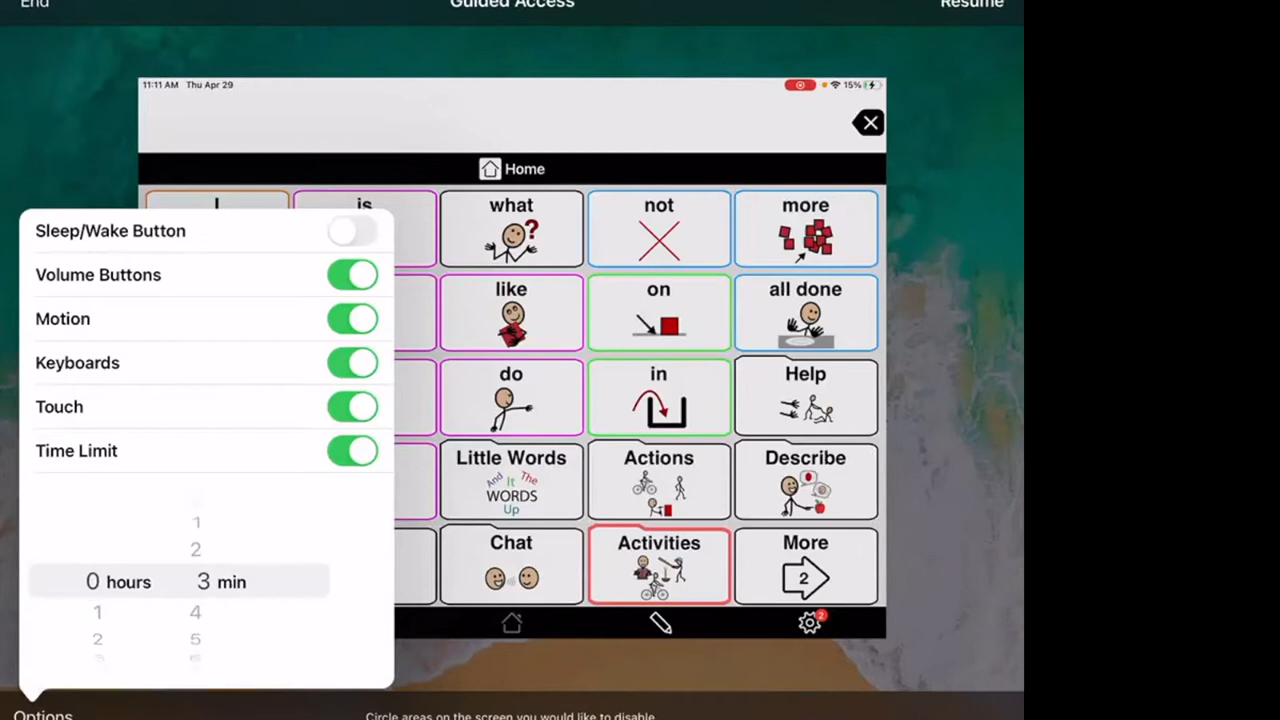 End
Guided Access
Resume
11:11 AM Thu Apr 29
15%
Home
I
is
what
not
more
Sleep/Wake Button
Volume Buttons
Motion
Keyboards
Touch
Time Limit
1
2
0 hours 3 min
1 4
2 5
like
on
all done
do
in
Help
Little Words
And It The
WORDS
Up
Actions
Describe
Chat
Activities
More
2
2
Options
Circle areas on the screen you would like to disable.